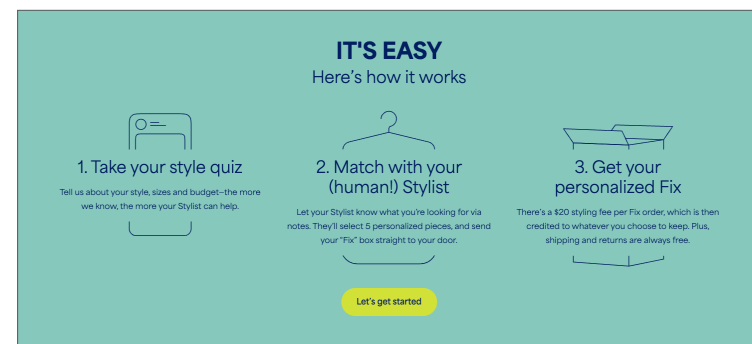 IT'S EASY
Here's how it works
1. Take your style quiz
Tell us about your style, sizes and budget—the more
we know, the more your Stylist can help.
2. Match with your
(human!) Stylist
Let your Stylist know what you're looking for via
notes. They'll select 5 personalized pieces, and send
your “Fix” box straight to your door.
3. Get your
personalized Fix
There's a $20 styling fee per Fix order, which is then
credited to whatever you choose to keep. Plus,
shipping and returns are always free.
Let's get started